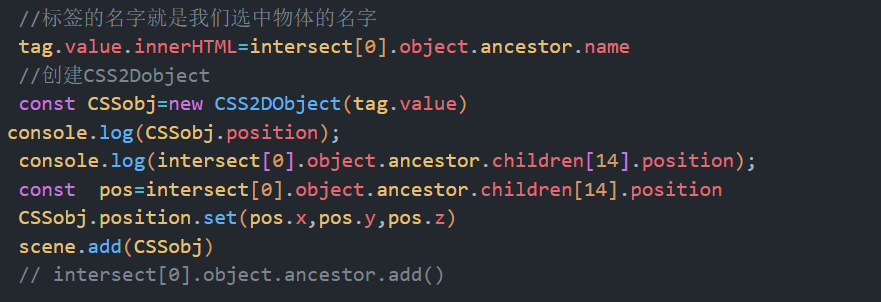 //标签的名字就是我们选中物体的名字
tag.value.innerHTML=intersect[0].object.ancestor.name
//创建CSS2Dobject
const CSSobj=new CSS2DObject(tag.value)
console.log(CSSobj.position);
console.log(intersect[0].object.ancestor.children[14].position);
const  pos=intersect[0].object.ancestor.children[14].position
CSSobj.position.set(pos.x,pos.y,pos.z)
scene.add(CSSobj)
// intersect[0].object.ancestor.add()